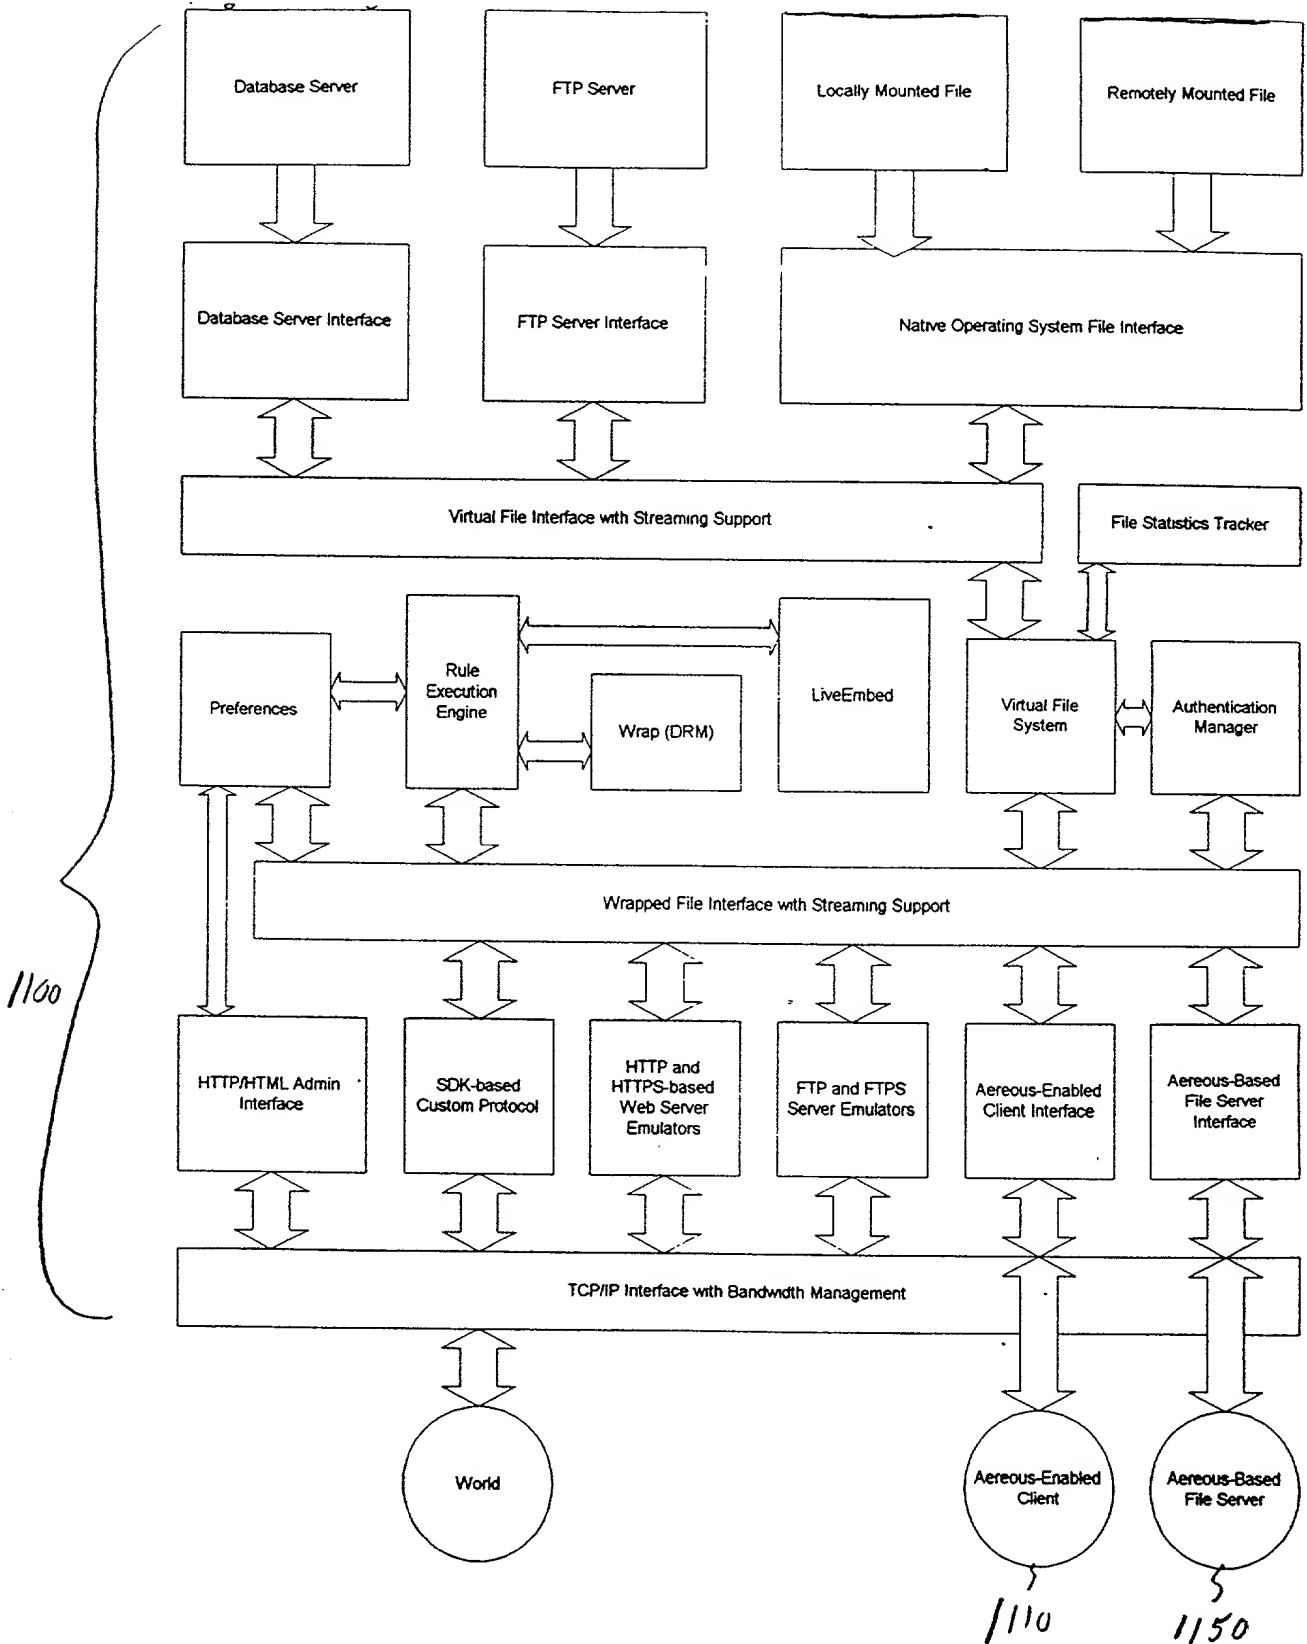 Database Server
FTP Server
Locally Mounted File
Remotely Mounted File
Database Server Interface
FTP Server Interface
Native Operating System File Interface
Virtual File Interface with Streaming Support
File Statistics Tracker
Preferences
Rule
Execution
Engine
Wrap (DRM)
LiveEmbed
Virtual File
System
Authentication
Manager
Wrapped File Interface with Streaming Support
1100
HTTP/HTML Admin
Interface
SDK-based
Custom Protocol
HTTP and
HTTPS-based
Web Server
Emulators
FTP and FTPS
Server Emulators
Aereous-Enabled
Client Interface
Aereous-Based
File Server
Interface
TCP/IP Interface with Bandwidth Management
World
Aereous-Enabled
Client
Aereous-Based
File Server
1110
1150